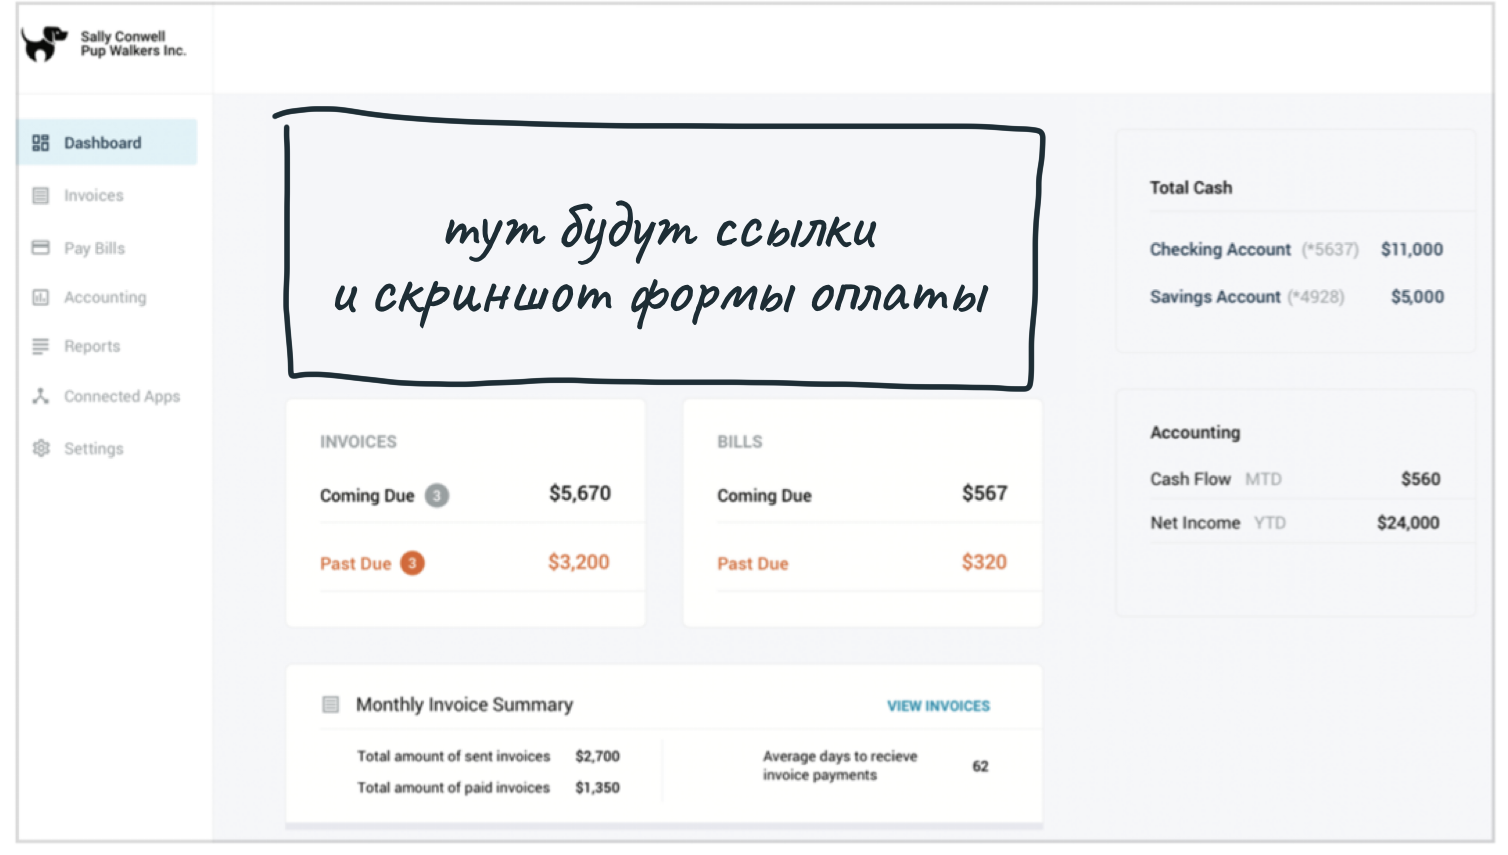 Sally Conwell
Pup Walkers Inc.
Dashboard
Invoices
Pay Bills
Accounting
Reports
Connected Apps
Settings
тут будут ссылки
и скриншот формы оплаты
INVOICES
Coming Due 3 $5,670
Past Due 3 $3,200
BILLS
Coming Due $567
Past Due $320
Monthly Invoice Summary VIEW INVOICES
Total amount of sent invoices $2,700
Total amount of paid invoices $1,350
Average days to recieve
invoice payments 62
Total Cash
Checking Account (*5637) $11,000
Savings Account (*4928) $5,000
Accounting
Cash Flow MTD $560
Net Income YTD $24,000